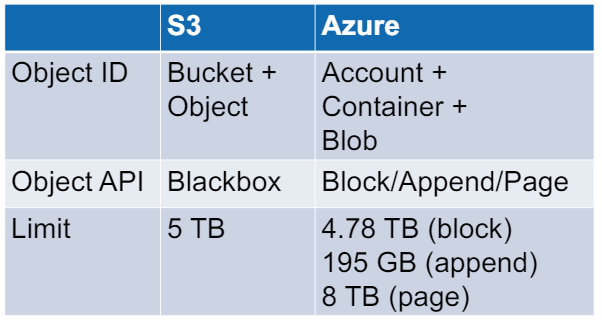 S3 Azure
Object ID Bucket + Account +
Object Container +
Blob
Object API Blackbox Block/Append/Page
Limit 5 TB 4.78 TB (block)
195 GB (append)
8 TB (page)